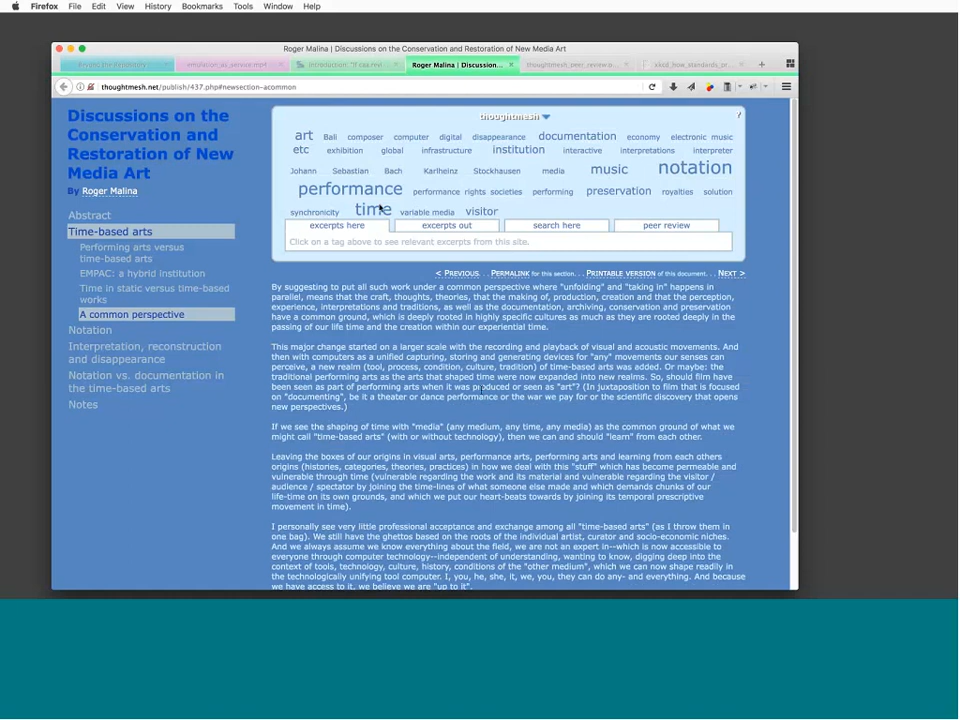 Firefox File Edit View History Bookmarks Tools Window Help
Roger Malina | Discussions on the Conservation and Restoration of New Media Art
Roger Malina | Discussion...
thoughtmesh.net/publish/437.php#newsection-acommon
Discussions on the
Conservation and
Restoration of New
Media Art
By Roger Malina
Abstract
Time-based arts
Performing arts versus
time-based arts
EMPAC: a hybrid institution
Time in static versus time-based
works
A common perspective
Notation
Interpretation, reconstruction
and disappearance
Notation vs. documentation in
the time-based arts
Notes
thoughtmesh
?
art Bali composer computer digital disappearance documentation economy electronic music
etc exhibition global infrastructure institution interactive interpretations interpreter
Johann Sebastian Bach Karlheinz Stockhausen media music notation
performance performance rights societies performing preservation royalties solution
synchronicity time variable media visitor
excerpts here excerpts out search here peer review
Click on a tag above to see relevant excerpts from this site.
< PREVIOUS. . . PERMALINK for this section. . . PRINTABLE VERSION of this document. . . NEXT >
By suggesting to put all such work under a common perspective where "unfolding" and "taking in" happens in
parallel, means that the craft, thoughts, theories, that the making of, production, creation and that the perception,
experience, interpretations and traditions, as well as the documentation, archiving, conservation and preservation
have a common ground, which is deeply rooted in highly specific cultures as much as they are rooted deeply in the
passing of our life time and the creation within our experiential time.
This major change started on a larger scale with the recording and playback of visual and acoustic movements. And
then with computers as a unified capturing, storing and generating devices for "any" movements our senses can
perceive, a new realm (tool, process, condition, culture, tradition) of time-based arts was added. Or maybe: the
traditional performing arts as the arts that shaped time were now expanded into new realms. So, should film have
been seen as part of performing arts when it was produced or seen as "art"? (In juxtaposition to film that is focused
on "documenting", be it a theater or dance performance or the war we pay for or the scientific discovery that opens
new perspectives.)
If we see the shaping of time with "media" (any medium, any time, any media) as the common ground of what we
might call "time-based arts" (with or without technology), then we can and should "learn" from each other.
Leaving the boxes of our origins in visual arts, performance arts, performing arts and learning from each others
origins (histories, categories, theories, practices) in how we deal with this "stuff" which has become permeable and
vulnerable through time (vulnerable regarding the work and its material and vulnerable regarding the visitor /
audience / spectator by joining the time-lines of what someone else made and which demands chunks of our
life-time on its own grounds, and which we put our heart-beats towards by joining its temporal prescriptive
movement in time).
I personally see very little professional acceptance and exchange among all "time-based arts" (as I throw them in
one bag). We still have the ghettos based on the roots of the individual artist, curator and socio-economic niches.
And we always assume we know everything about the field, we are not an expert in--which is now accessible to
everyone through computer technology--independent of understanding, wanting to know, digging deep into the
context of tools, technology, culture, history, conditions of the "other medium", which we can now shape readily in
the technologically unifying tool computer. I, you, he, she, it, we, you, they can do any- and everything. And because
we have access to it, we believe we are "up to it".